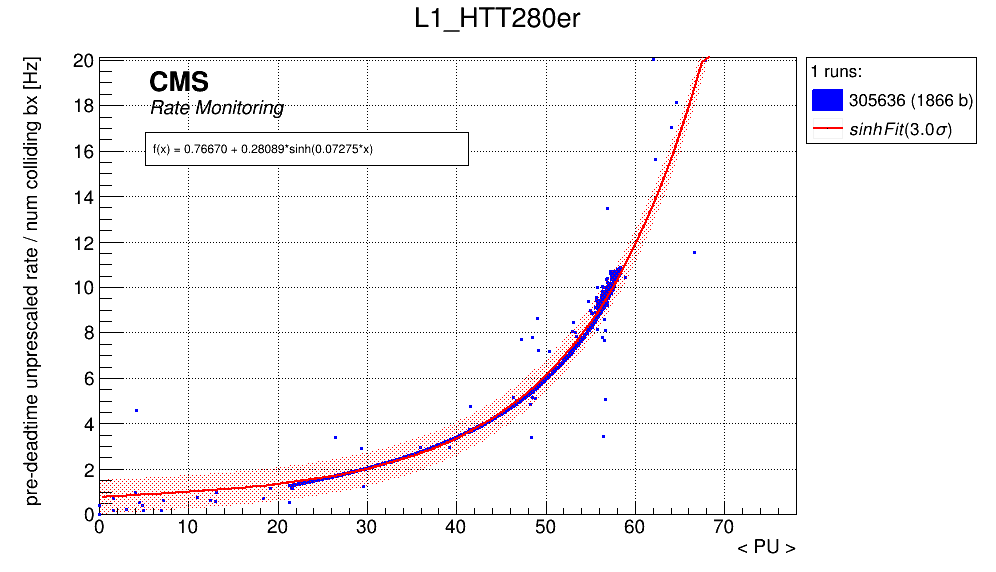 L1_HTT280er
pre-deadtime unprescaled rate / num colliding bx [Hz]
20
18
16
14
12
10
8
6
4
2
0
CMS
Rate Monitoring
f(x) = 0.76670 + 0.28089*sinh(0.07275*x)
1 runs:
305636 (1866 b)
sinhFit(3.0σ)
0 10 20 30 40 50 60 70
< PU >